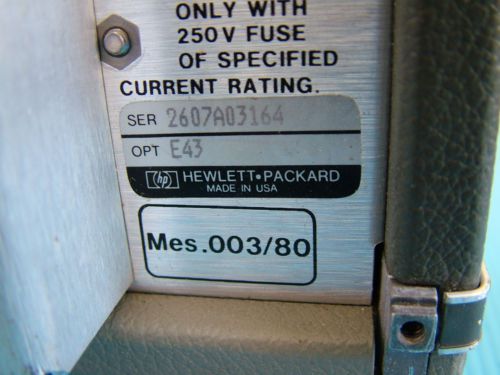 ONLY WITH
250V FUSE
OF SPECIFIED
CURRENT RATING.
SER 2607A03164
OPT E43
hp HEWLETT•PACKARD
MADE IN USA
Mes.003/80